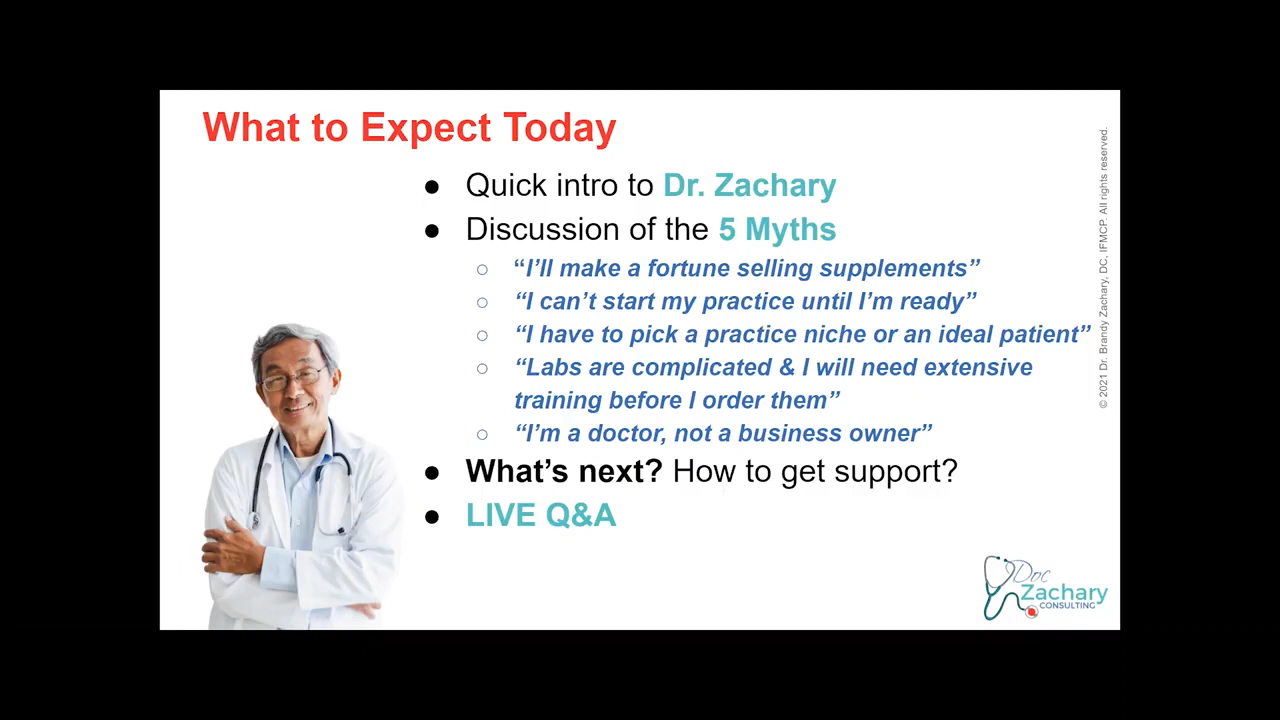 What to Expect Today
● Quick intro to Dr. Zachary
● Discussion of the 5 Myths
○ “I’ll make a fortune selling supplements”
○ “I can’t start my practice until I’m ready”
○ “I have to pick a practice niche or an ideal patient”
○ “Labs are complicated & I will need extensive
training before I order them”
○ “I’m a doctor, not a business owner”
● What’s next? How to get support?
● LIVE Q&A
© 2021 Dr. Brandy Zachary, DC, IFMCP. All rights reserved.
Doc
Zachary
CONSULTING